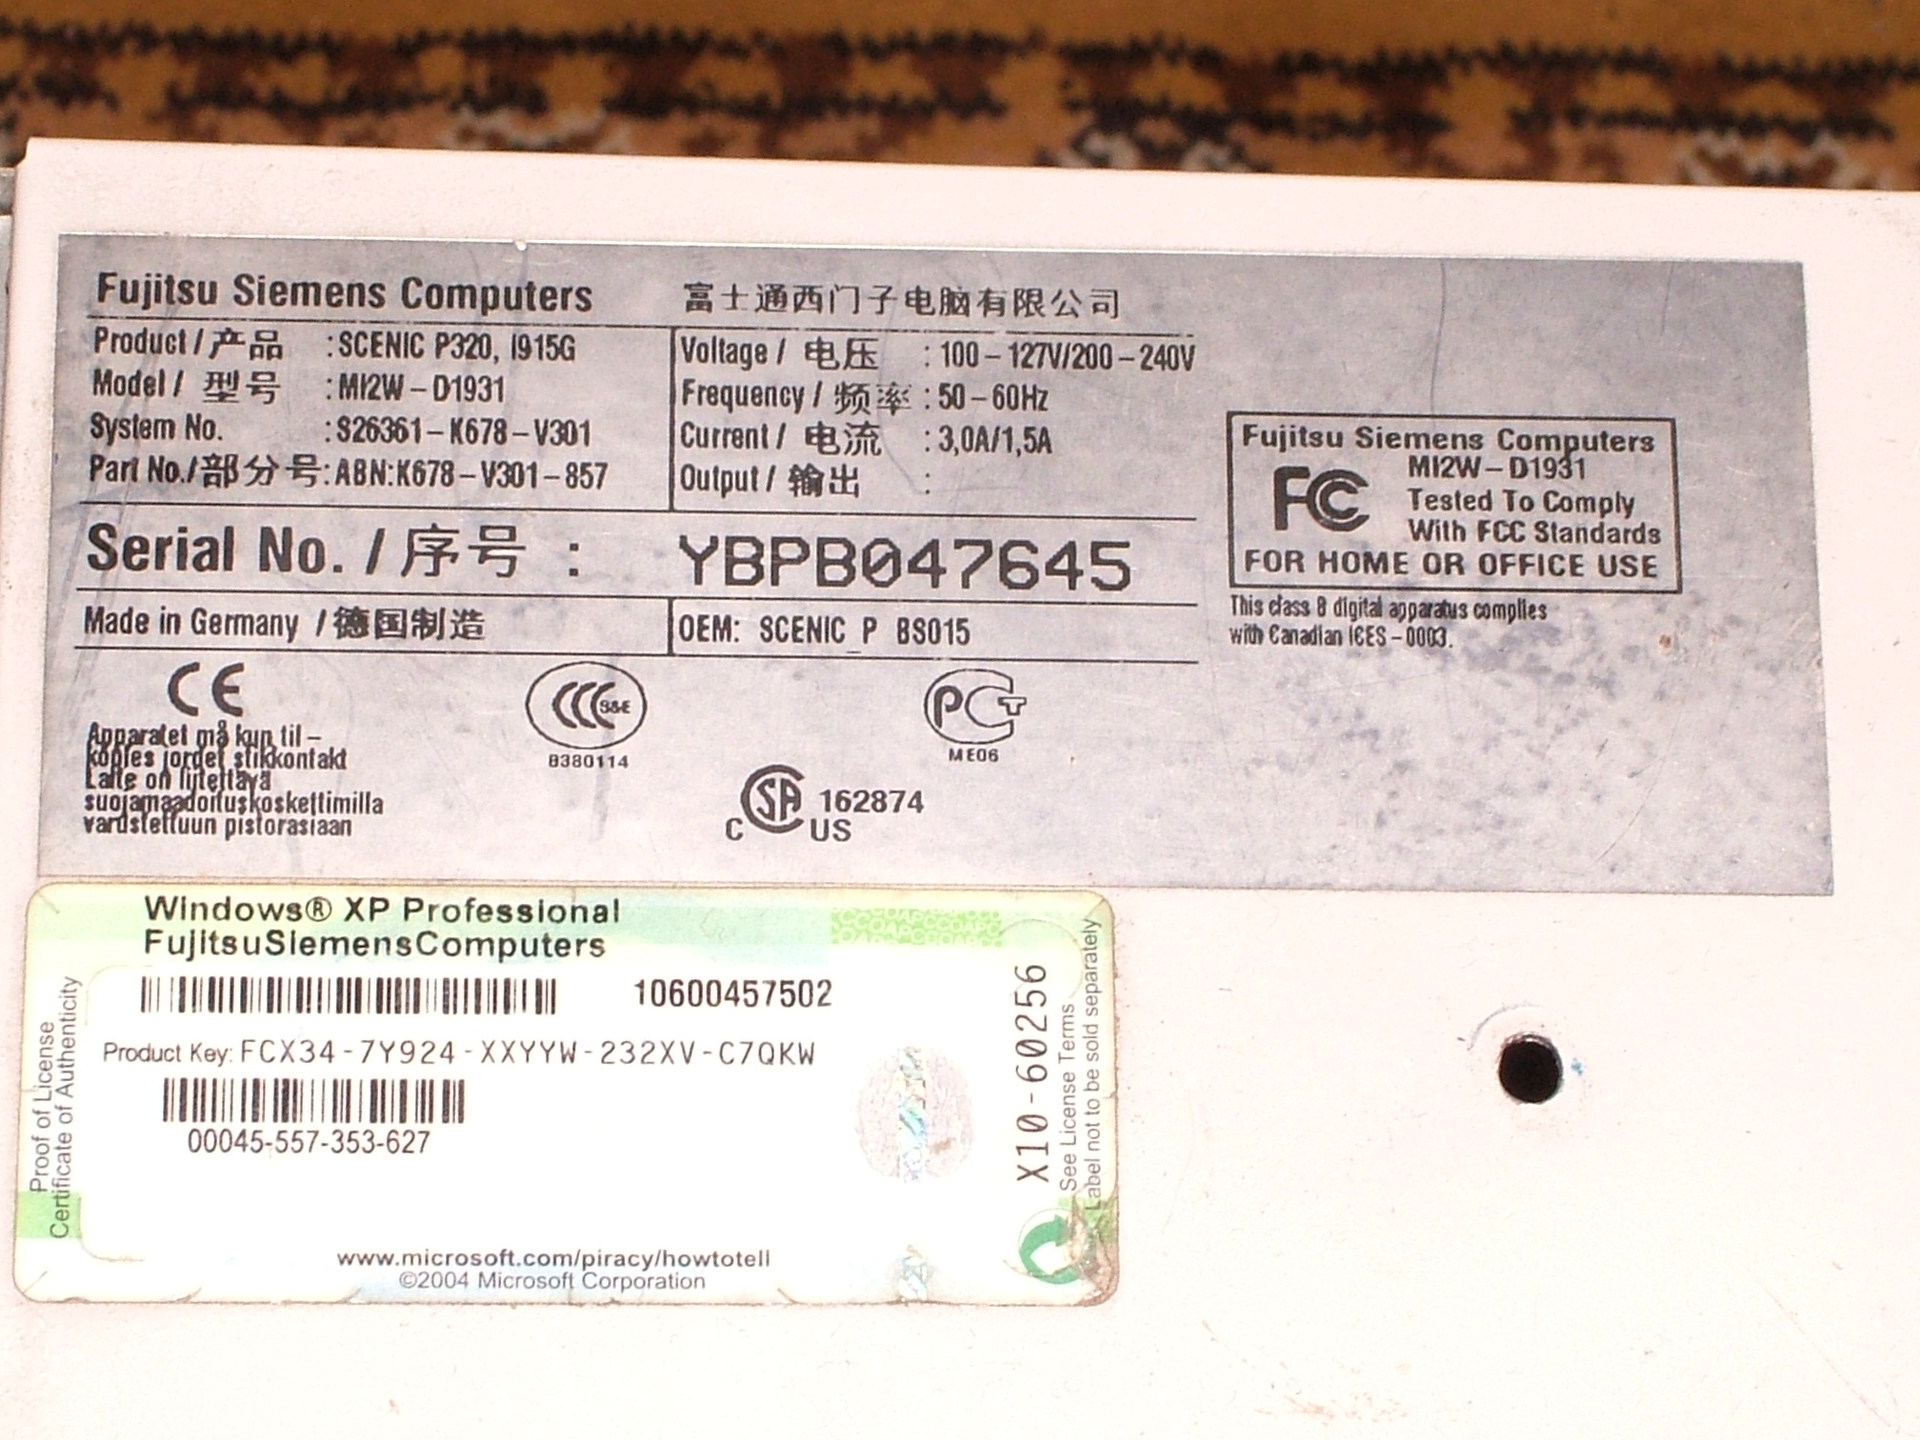 Fujitsu Siemens Computers 富士通西门子电脑有限公司
Product / 产品 : SCENIC P320, I915G
Model / 型号 : MI2W-D1931
System No. : S26361-K678-V301
Part No./部分号: ABN:K678-V301-857
Voltage / 电压 : 100-127V/200-240V
Frequency / 频率 : 50-60Hz
Current / 电流 : 3,0A/1,5A
Output / 输出 :
Serial No. / 序号 : YBPB047645
Made in Germany / 德国制造
OEM: SCENIC_P BS015
Fujitsu Siemens Computers
MI2W-D1931
FC Tested To Comply
With FCC Standards
FOR HOME OR OFFICE USE
This class B digital apparatus complies
with Canadian ICES-0003.
CE
Apparatet må kun til-
kobles jordet stikkontakt
Laite on liitettävä
suojamaadoituskoskettimilla
varustettuun pistorasiaan
CCC S&E
8380114
PCT
ME06
C SA 162874
C US
Windows® XP Professional
FujitsuSiemensComputers
10600457502
Product Key: FCX34-7Y924-XXYYW-232XV-C7QKW
00045-557-353-627
www.microsoft.com/piracy/howtotell
©2004 Microsoft Corporation
Proof of License
Certificate of Authenticity
X10-60256
See License Terms
Label not to be sold separately